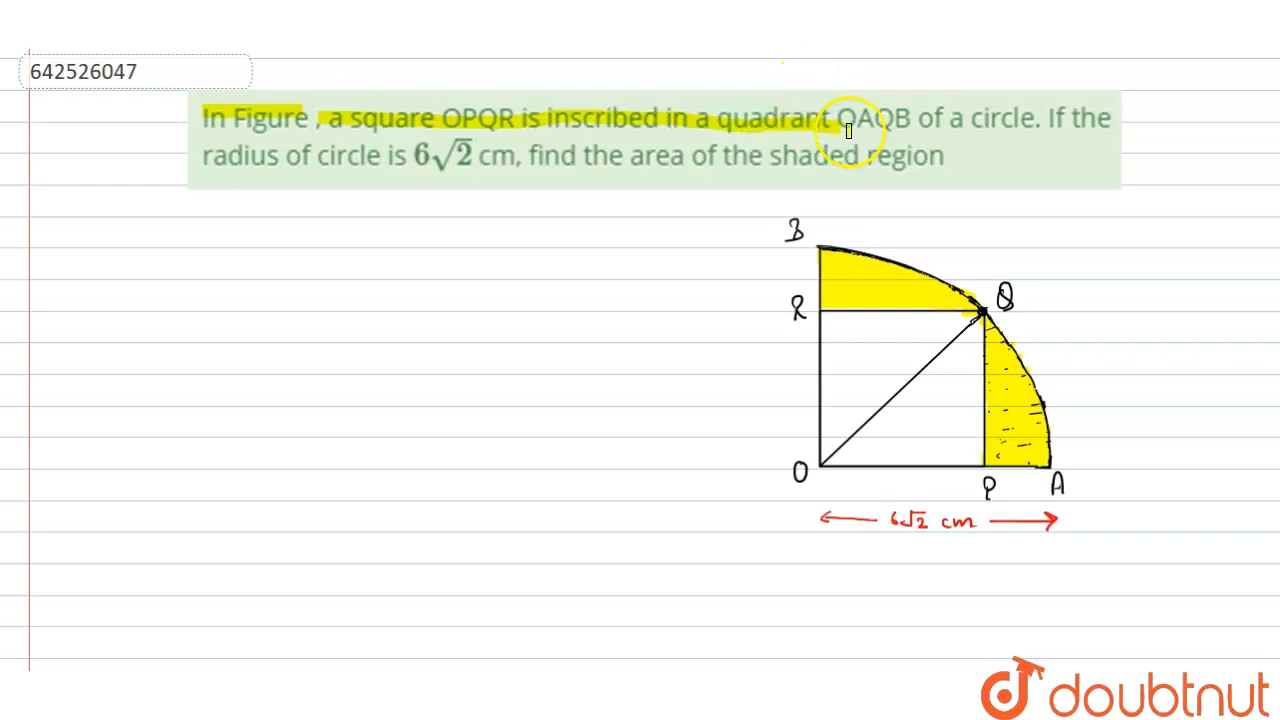 642526047
In Figure , a square OPQR is inscribed in a quadrant OAQB of a circle. If the
radius of circle is 6√2 cm, find the area of the shaded region
B
R
Q
O
P
A
6√2 cm
doubtnut